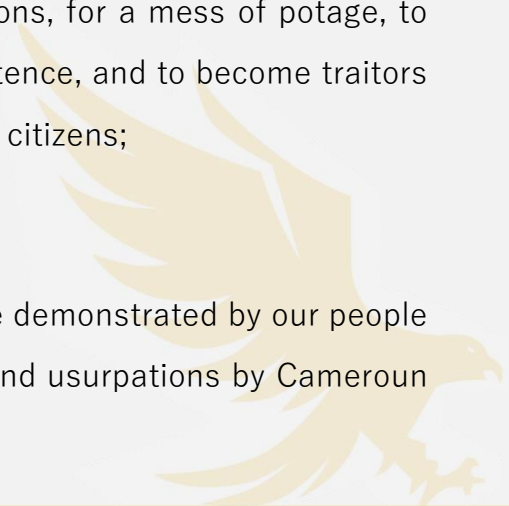 ons, for a mess of potage, to
tence, and to become traitors
citizens;
e demonstrated by our people
nd usurpations by Cameroun